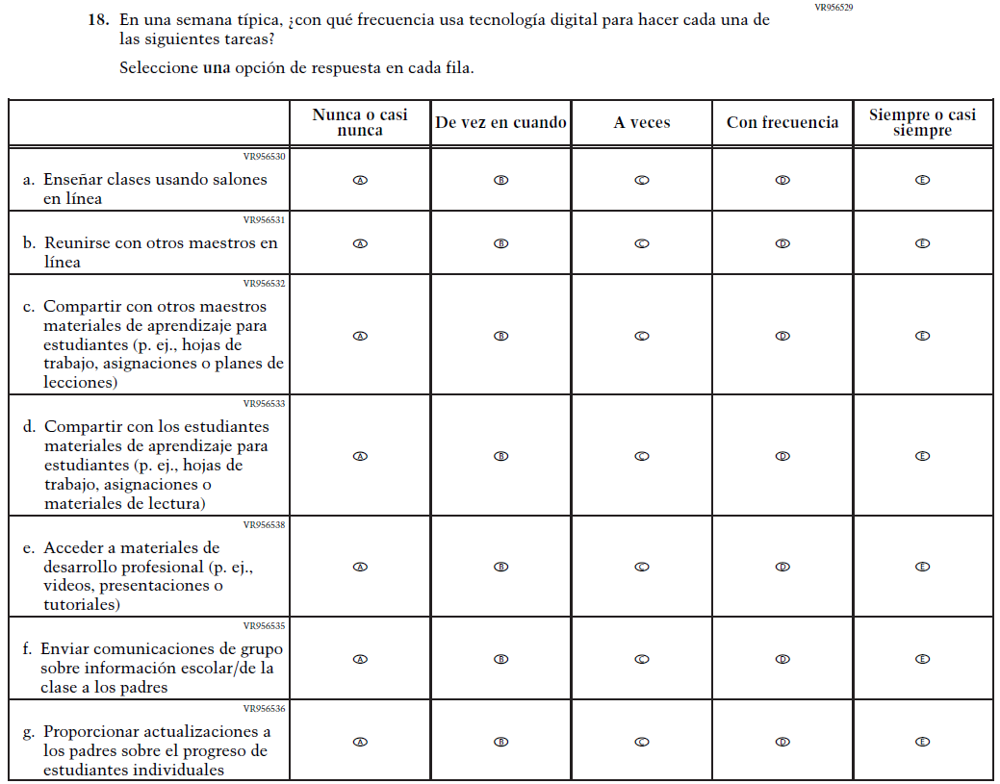 VR956529
18. En una semana típica, ¿con qué frecuencia usa tecnología digital para hacer cada una de
las siguientes tareas?
Seleccione una opción de respuesta en cada fila.
Nunca o casi
nunca
De vez en cuando
A veces
Con frecuencia
Siempre o casi
siempre
VR956530
a. Enseñar clases usando salones
en línea
A B C D E
VR956531
b. Reunirse con otros maestros en
línea
A B C D E
VR956532
c. Compartir con otros maestros
materiales de aprendizaje para
estudiantes (p. ej., hojas de
trabajo, asignaciones o planes de
lecciones)
A B C D E
VR956533
d. Compartir con los estudiantes
materiales de aprendizaje para
estudiantes (p. ej., hojas de
trabajo, asignaciones o
materiales de lectura)
A B C D E
VR956538
e. Acceder a materiales de
desarrollo profesional (p. ej.,
videos, presentaciones o
tutoriales)
A B C D E
VR956535
f. Enviar comunicaciones de grupo
sobre información escolar/de la
clase a los padres
A B C D E
VR956536
g. Proporcionar actualizaciones a
los padres sobre el progreso de
estudiantes individuales
A B C D E